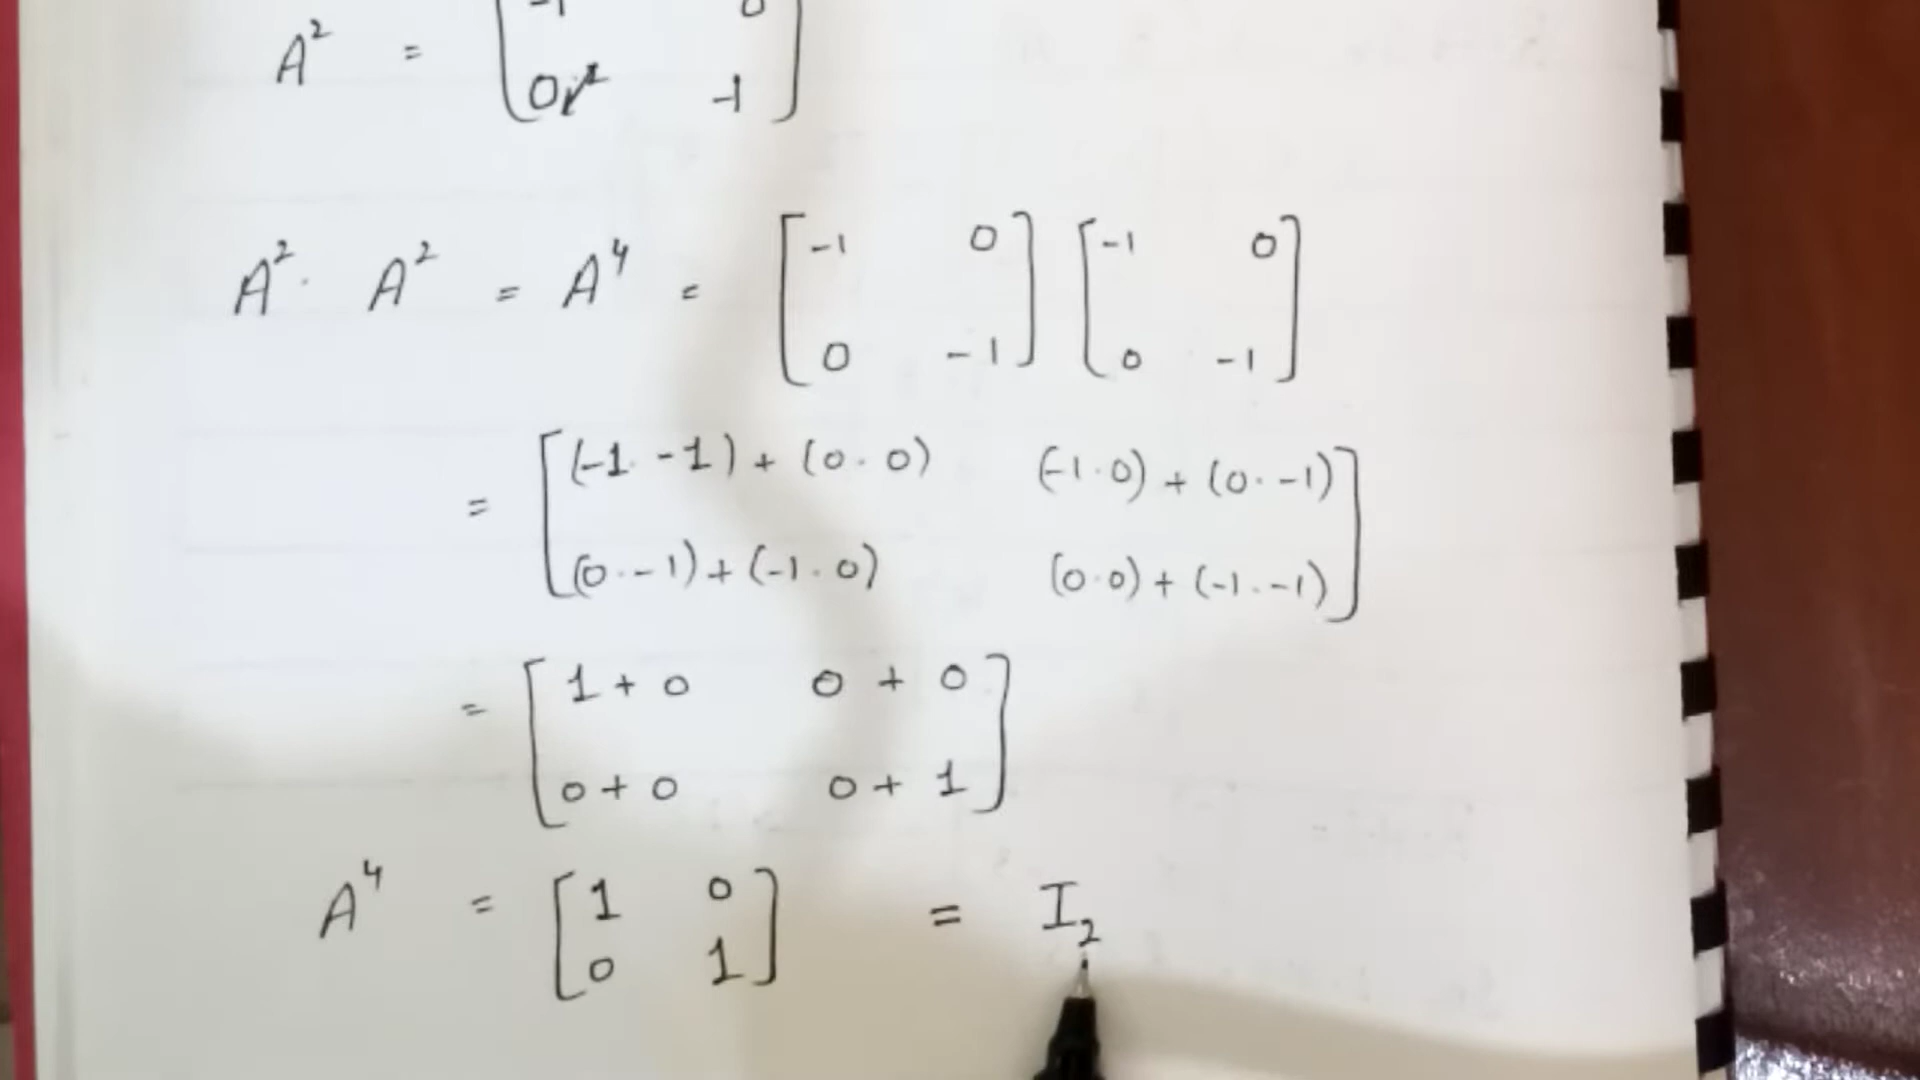 A² = [ -1 0
0 -1 ]
A² · A² = A⁴ = [ -1 0 ] [ -1 0 ]
[ 0 -1 ] [ 0 -1 ]
= [ (-1 · -1) + (0 · 0) (-1 · 0) + (0 · -1) ]
[ (0 · -1) + (-1 · 0) (0 · 0) + (-1 · -1) ]
= [ 1 + 0 0 + 0 ]
[ 0 + 0 0 + 1 ]
A⁴ = [ 1 0 ] = I₂
[ 0 1 ]